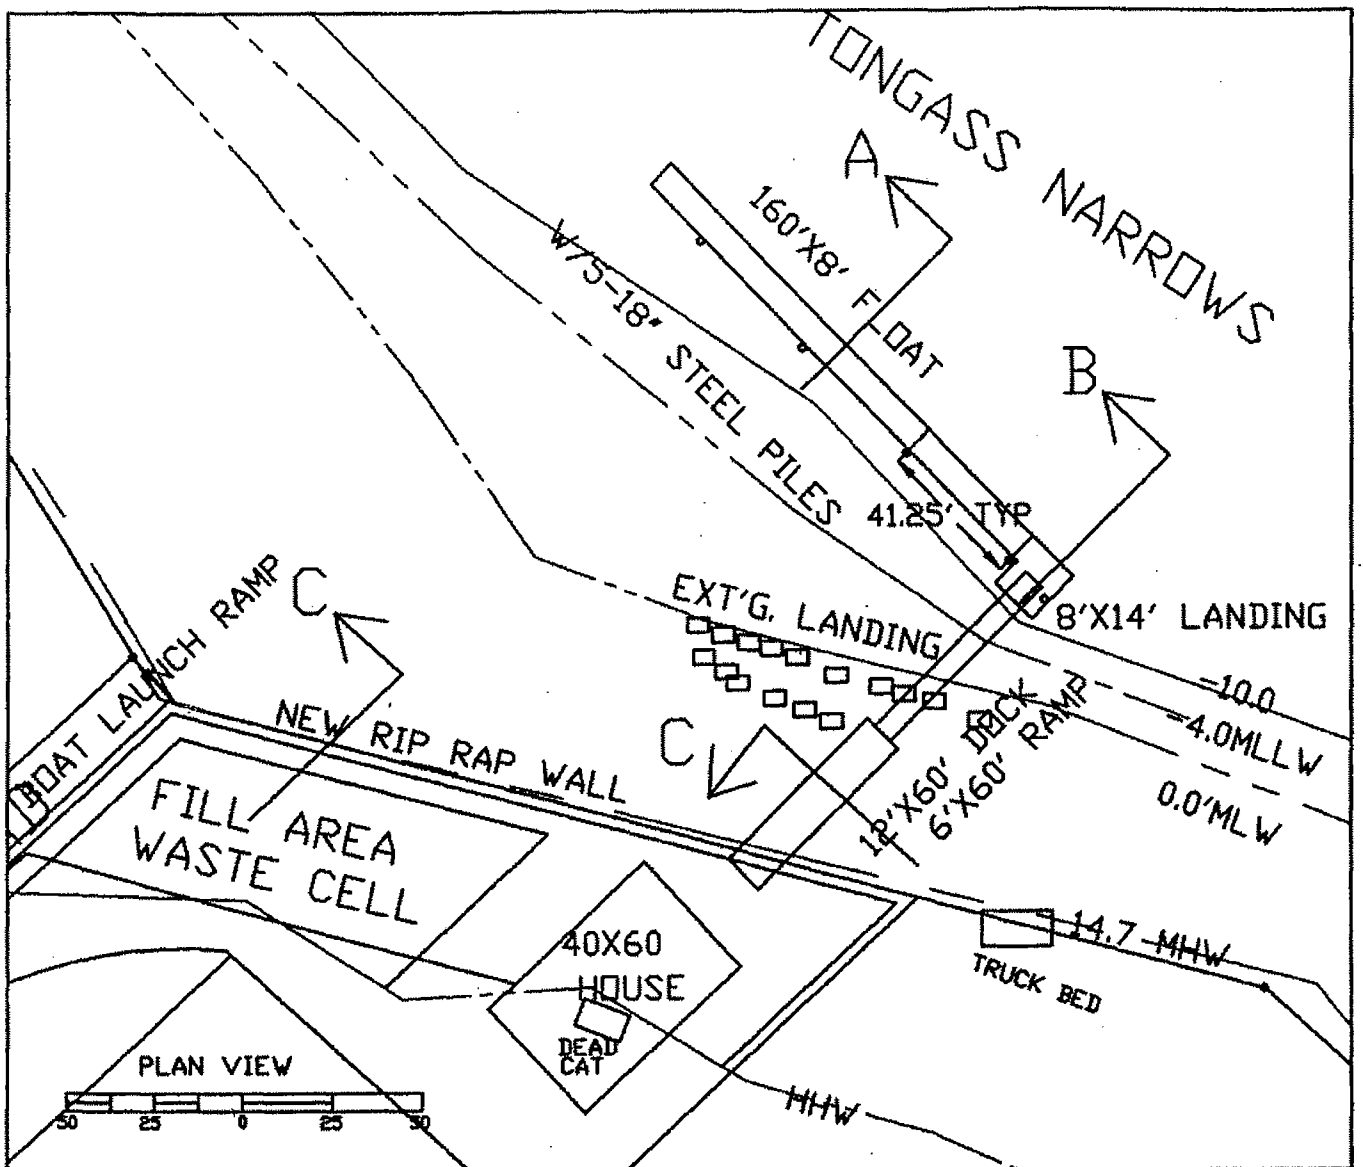 TONGASS NARROWS
A
160'X8' FLOAT
W/5-18" STEEL PILES
B
41.25' TYP
8'X14' LANDING
EXT'G. LANDING
C
BOAT LAUNCH RAMP
-10.0
-4.0MLLW
0.0'MLW
12'X60' DOCK
6'X60' RAMP
C
NEW RIP RAP WALL
FILL AREA
WASTE CELL
40X60
HOUSE
DEAD
CAT
14.7 MHW
TRUCK BED
HHW
PLAN VIEW
50 25 0 25 50